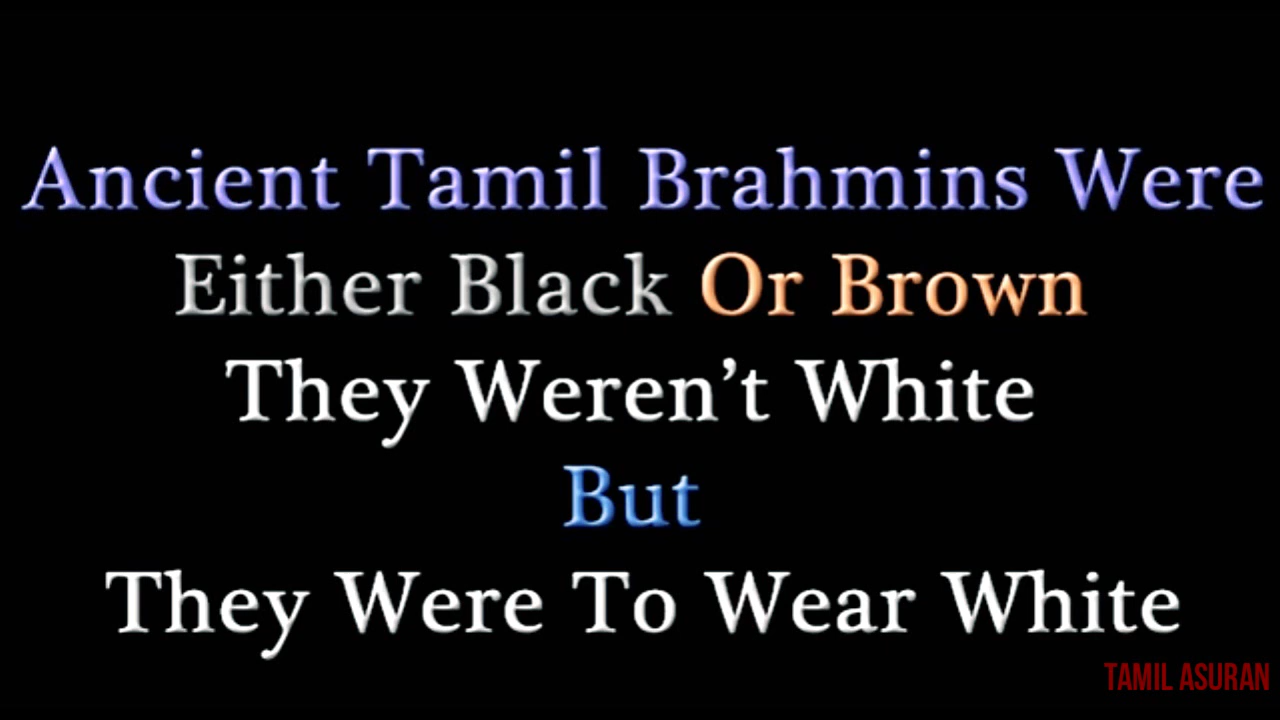 Ancient Tamil Brahmins Were
Either Black Or Brown
They Weren’t White
But
They Were To Wear White
TAMIL ASURAN